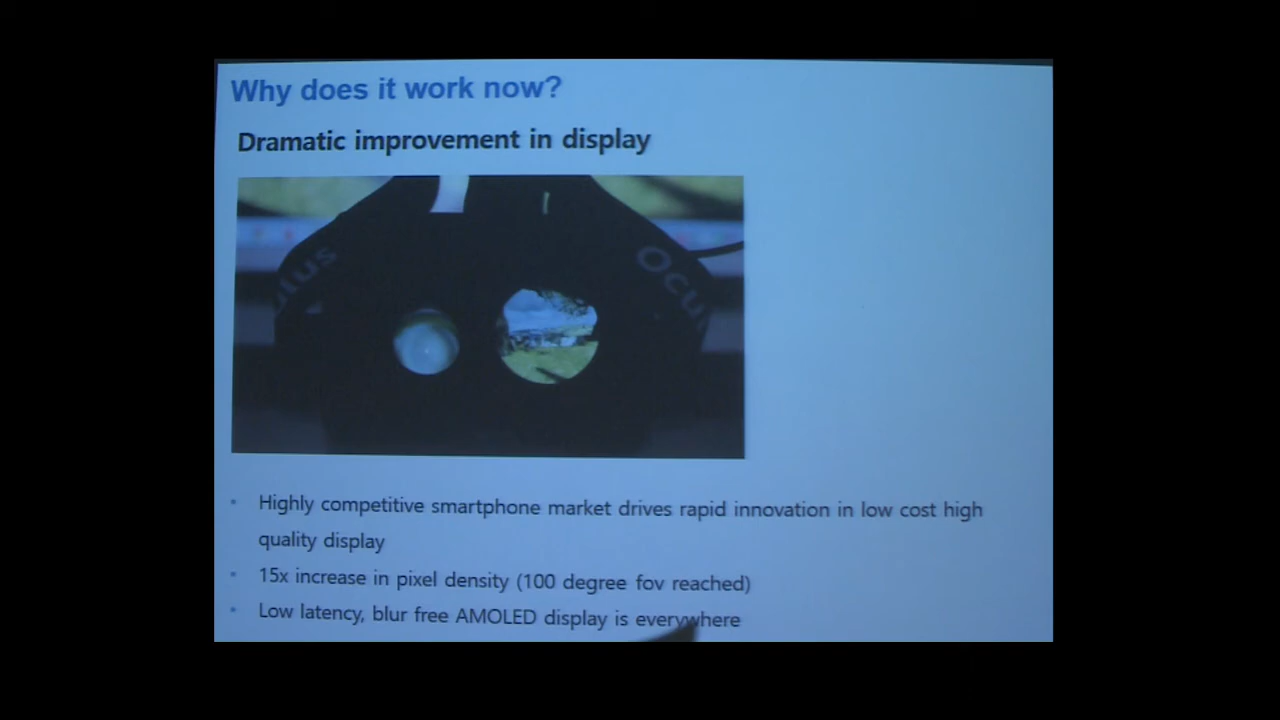 Why does it work now?
Dramatic improvement in display
ulus
Ocu
Highly competitive smartphone market drives rapid innovation in low cost high
quality display
15x increase in pixel density (100 degree fov reached)
Low latency, blur free AMOLED display is everywhere